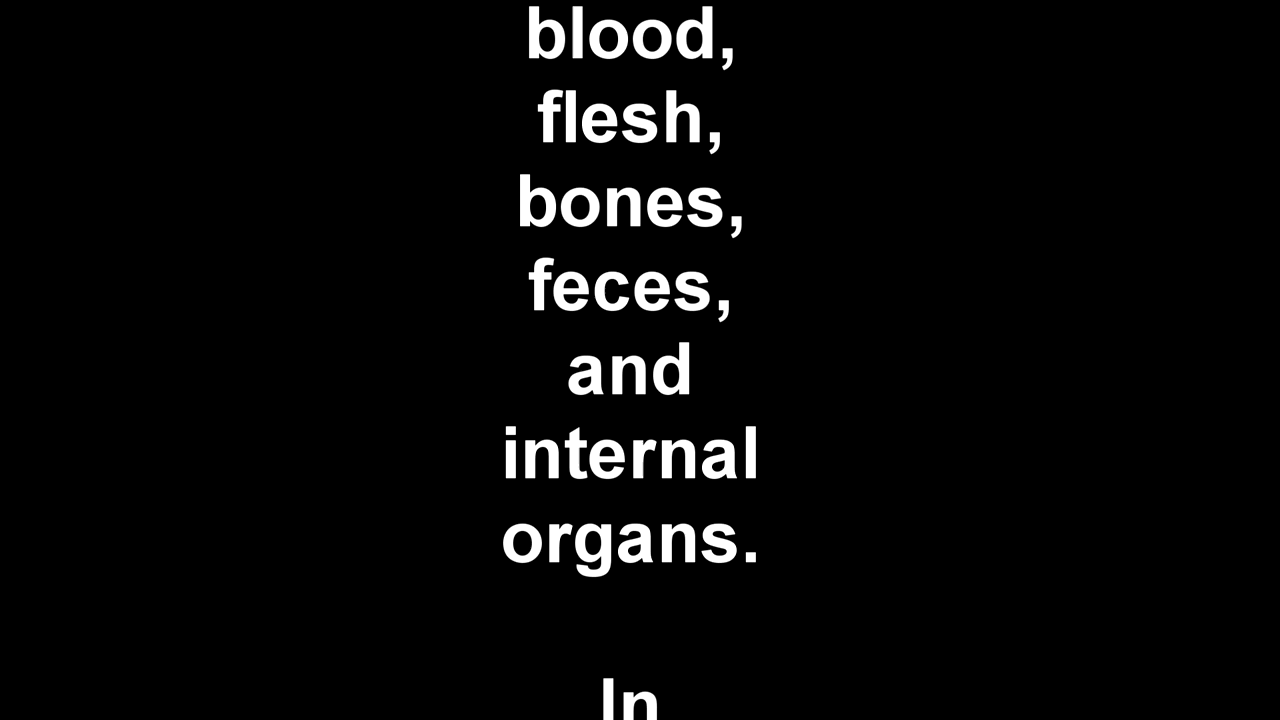 blood,
flesh,
bones,
feces,
and
internal
organs.
In